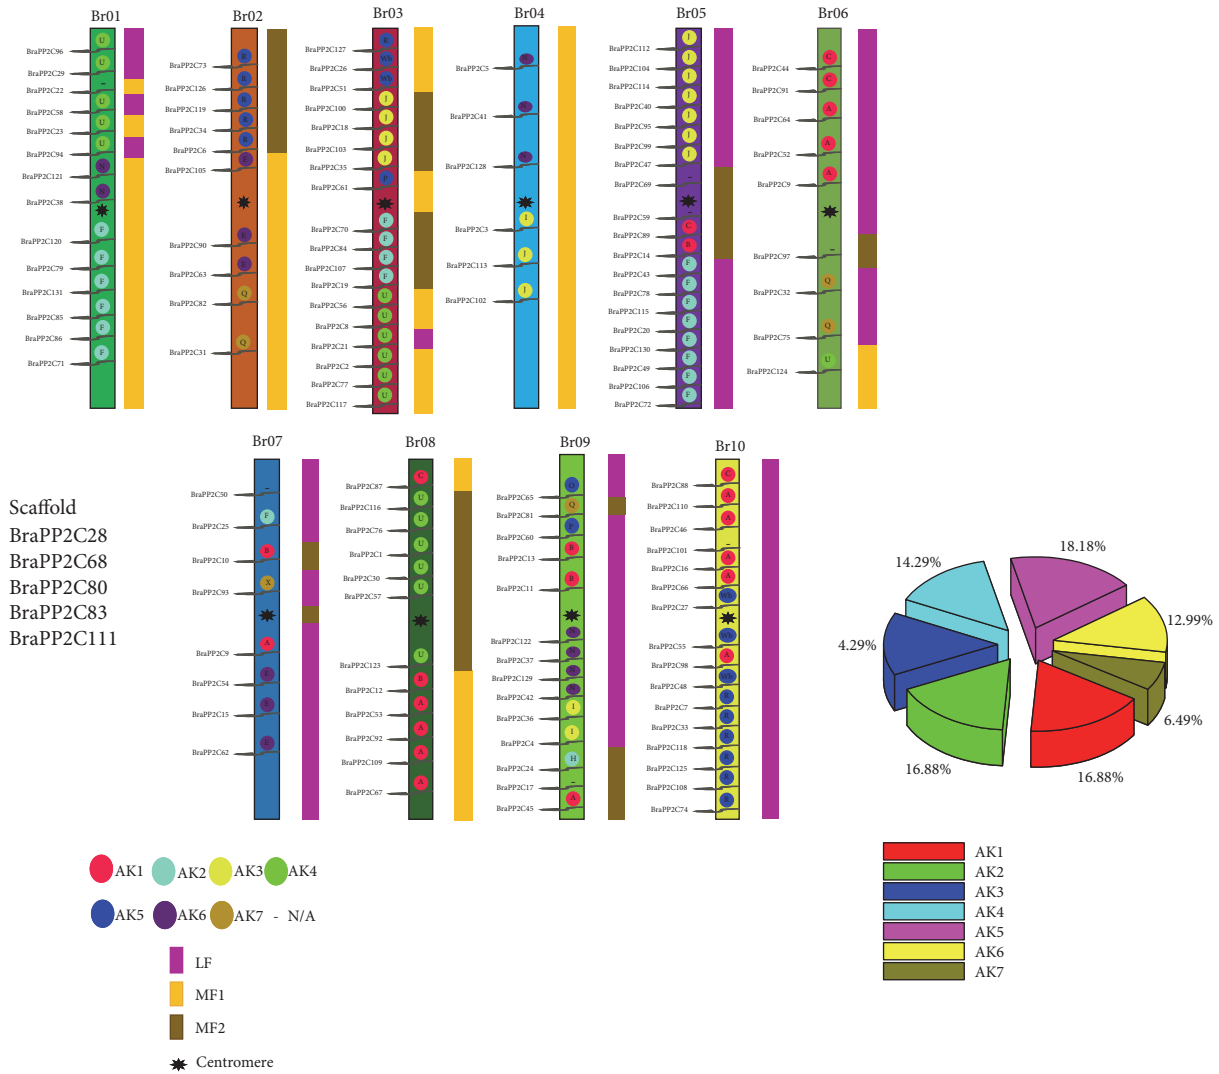 Br01
Br02
Br03
Br04
Br05
Br06
BraPP2C96
BraPP2C29
BraPP2C22
BraPP2C58
BraPP2C23
BraPP2C94
BraPP2C121
BraPP2C38
BraPP2C120
BraPP2C79
BraPP2C131
BraPP2C85
BraPP2C86
BraPP2C71
U
U
-
U
U
U
N
N
F
F
F
F
F
F
BraPP2C73
BraPP2C126
BraPP2C119
BraPP2C34
BraPP2C6
BraPP2C105
BraPP2C90
BraPP2C63
BraPP2C82
BraPP2C31
R
R
R
R
R
E
E
E
Q
Q
BraPP2C127
BraPP2C26
BraPP2C51
BraPP2C100
BraPP2C18
BraPP2C103
BraPP2C35
BraPP2C61
BraPP2C70
BraPP2C84
BraPP2C107
BraPP2C19
BraPP2C56
BraPP2C8
BraPP2C21
BraPP2C2
BraPP2C77
BraPP2C117
R
Wb
Wb
J
J
J
J
P
F
F
F
F
U
U
U
U
U
U
BraPP2C5
BraPP2C41
BraPP2C128
BraPP2C3
BraPP2C113
BraPP2C102
N
N
N
I
J
J
BraPP2C112
BraPP2C104
BraPP2C114
BraPP2C40
BraPP2C95
BraPP2C99
BraPP2C47
BraPP2C69
BraPP2C59
BraPP2C89
BraPP2C14
BraPP2C43
BraPP2C78
BraPP2C115
BraPP2C20
BraPP2C130
BraPP2C49
BraPP2C106
BraPP2C72
J
J
J
J
J
J
J
-
-
C
B
F
F
F
F
F
F
F
F
BraPP2C44
BraPP2C91
BraPP2C64
BraPP2C52
BraPP2C9
BraPP2C97
BraPP2C32
BraPP2C75
BraPP2C124
C
C
A
A
A
-
Q
Q
U
Br07
Br08
Br09
Br10
Scaffold
BraPP2C28
BraPP2C68
BraPP2C80
BraPP2C83
BraPP2C111
BraPP2C50
BraPP2C25
BraPP2C10
BraPP2C93
BraPP2C9
BraPP2C54
BraPP2C15
BraPP2C62
-
F
B
X
A
E
E
E
BraPP2C87
BraPP2C116
BraPP2C76
BraPP2C1
BraPP2C30
BraPP2C57
BraPP2C123
BraPP2C12
BraPP2C53
BraPP2C92
BraPP2C109
BraPP2C67
C
U
U
U
U
U
U
B
A
A
A
A
BraPP2C65
BraPP2C81
BraPP2C60
BraPP2C13
BraPP2C11
BraPP2C122
BraPP2C37
BraPP2C129
BraPP2C42
BraPP2C36
BraPP2C4
BraPP2C24
BraPP2C17
BraPP2C45
Q
P
B
B
N
N
N
N
I
I
H
-
A
BraPP2C88
BraPP2C110
BraPP2C46
BraPP2C101
BraPP2C16
BraPP2C66
BraPP2C27
BraPP2C55
BraPP2C98
BraPP2C48
BraPP2C7
BraPP2C33
BraPP2C118
BraPP2C125
BraPP2C108
BraPP2C74
C
A
A
-
A
A
Wb
Wb
A
Wb
R
R
R
R
R
R
14.29%
18.18%
12.99%
4.29%
6.49%
16.88%
16.88%
AK1
AK2
AK3
AK4
AK5
AK6
AK7
- N/A
LF
MF1
MF2
Centromere
AK1
AK2
AK3
AK4
AK5
AK6
AK7